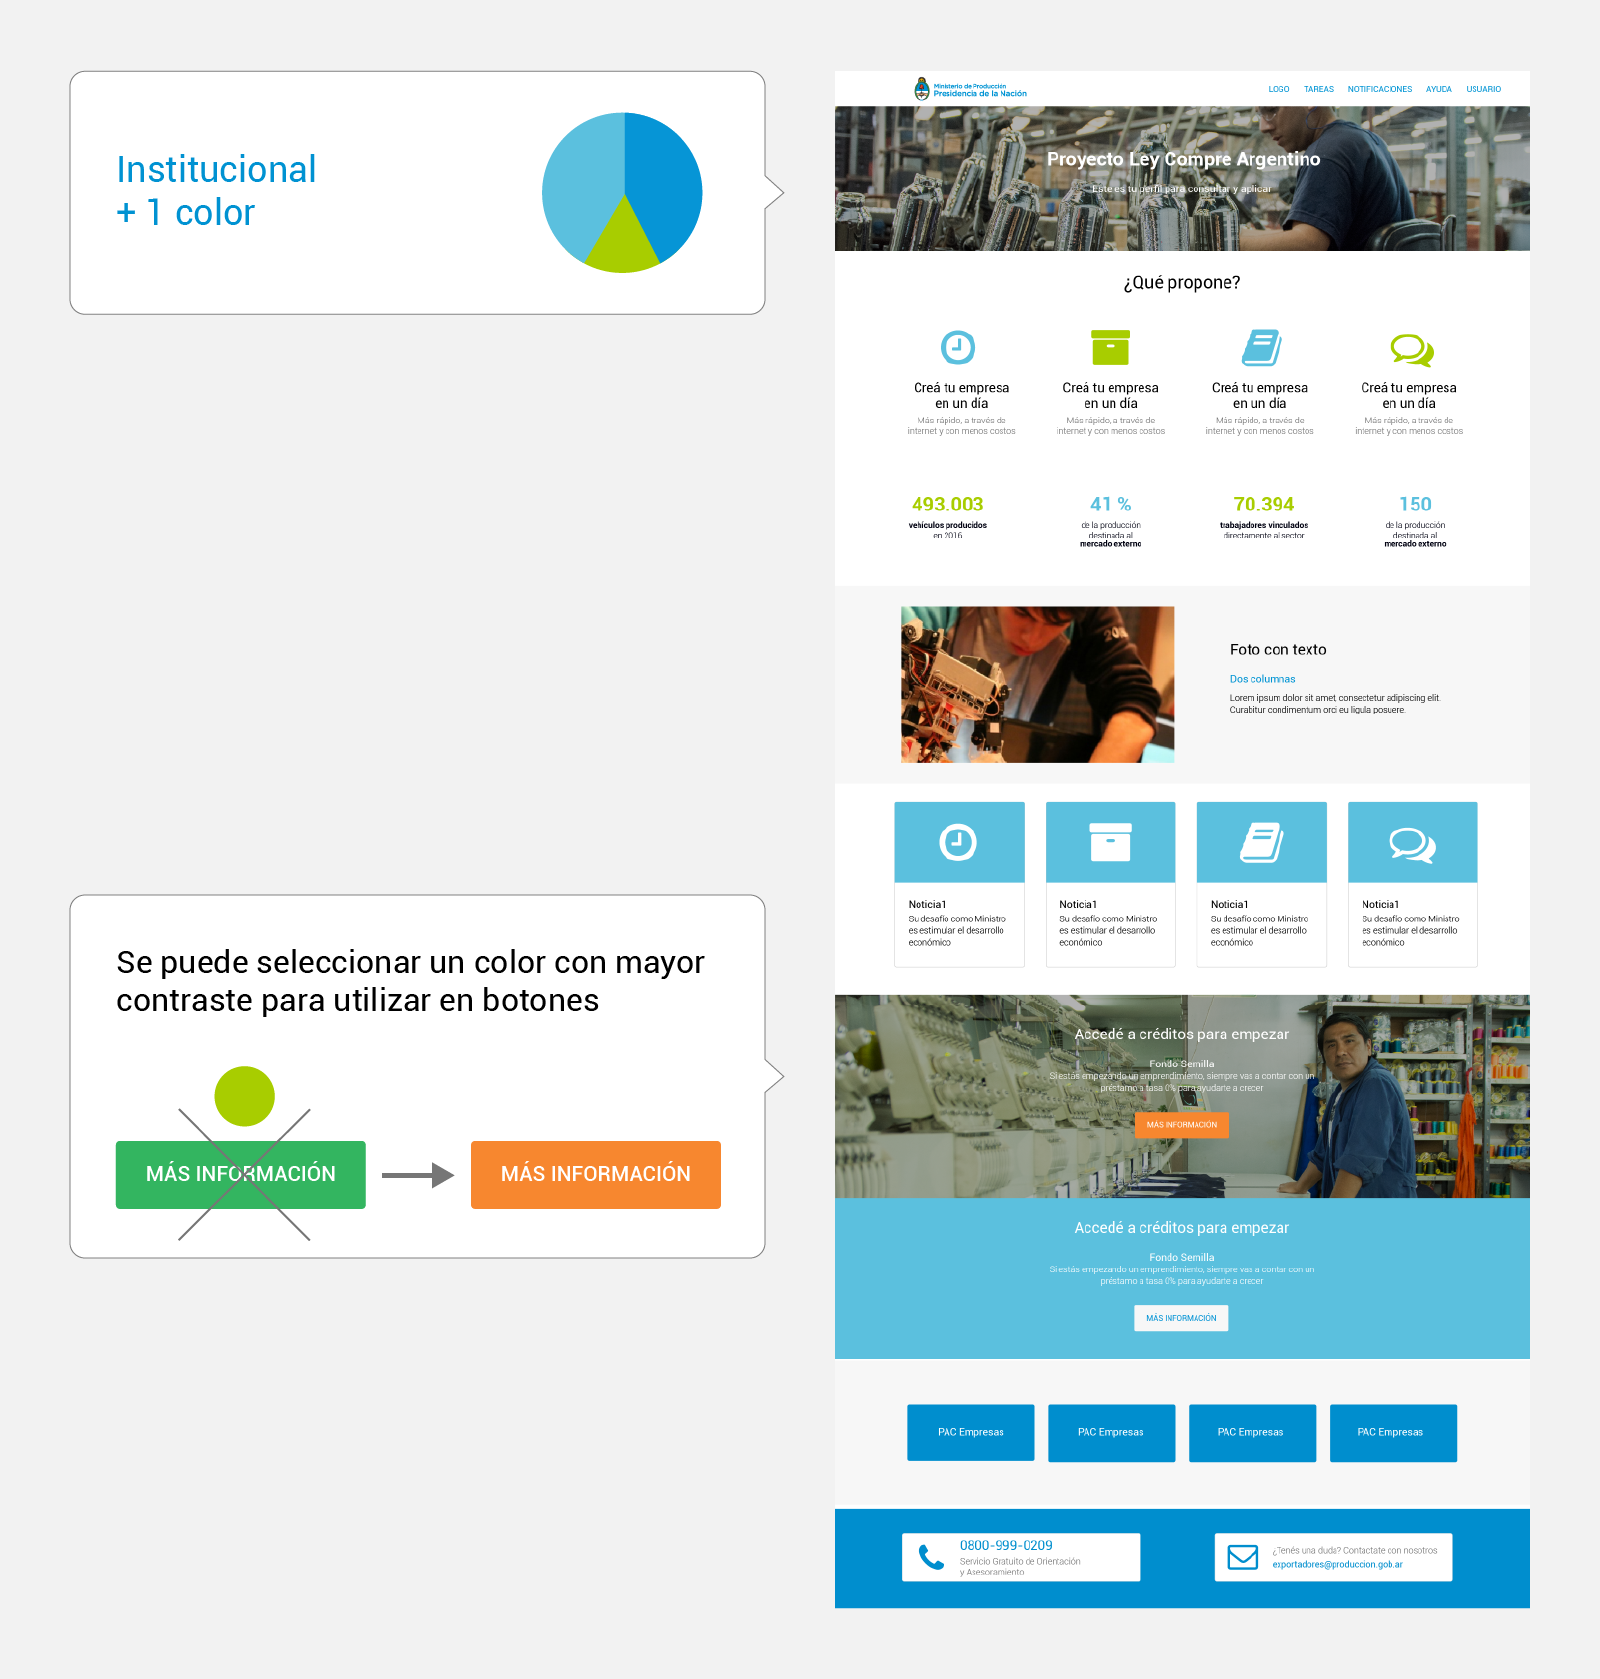 Institucional
+ 1 color
Se puede seleccionar un color con mayor
contraste para utilizar en botones
MÁS INFORMACIÓN
MÁS INFORMACIÓN
Ministerio de Producción
Presidencia de la Nación
LOGO TAREAS NOTIFICACIONES AYUDA USUARIO
Proyecto Ley Compre Argentino
Este es tu perfil para consultar y aplicar
¿Qué propone?
Creá tu empresa
en un día
Más rápido, a través de
internet y con menos costos
Creá tu empresa
en un día
Más rápido, a través de
internet y con menos costos
Creá tu empresa
en un día
Más rápido, a través de
internet y con menos costos
Creá tu empresa
en un día
Más rápido, a través de
internet y con menos costos
493.003
vehículos producidos
en 2016
41 %
de la producción
destinada al
mercado externo
70.394
trabajadores vinculados
directamente al sector
150
de la producción
destinada al
mercado externo
Foto con texto
Dos columnas
Lorem ipsum dolor sit amet, consectetur adipiscing elit.
Curabitur condimentum orci eu ligula posuere.
Noticia1
Su desafío como Ministro
es estimular el desarrollo
económico
Noticia1
Su desafío como Ministro
es estimular el desarrollo
económico
Noticia1
Su desafío como Ministro
es estimular el desarrollo
económico
Noticia1
Su desafío como Ministro
es estimular el desarrollo
económico
Accedé a créditos para empezar
Fondo Semilla
Si estás empezando un emprendimiento, siempre vas a contar con un
préstamo a tasa 0% para ayudarte a crecer
MÁS INFORMACIÓN
Accedé a créditos para empezar
Fondo Semilla
Si estás empezando un emprendimiento, siempre vas a contar con un
préstamo a tasa 0% para ayudarte a crecer
MÁS INFORMACIÓN
PAC Empresas
PAC Empresas
PAC Empresas
PAC Empresas
0800-999-0209
Servicio Gratuito de Orientación
y Asesoramiento
¿Tenés una duda? Contactate con nosotros
exportadores@produccion.gob.ar